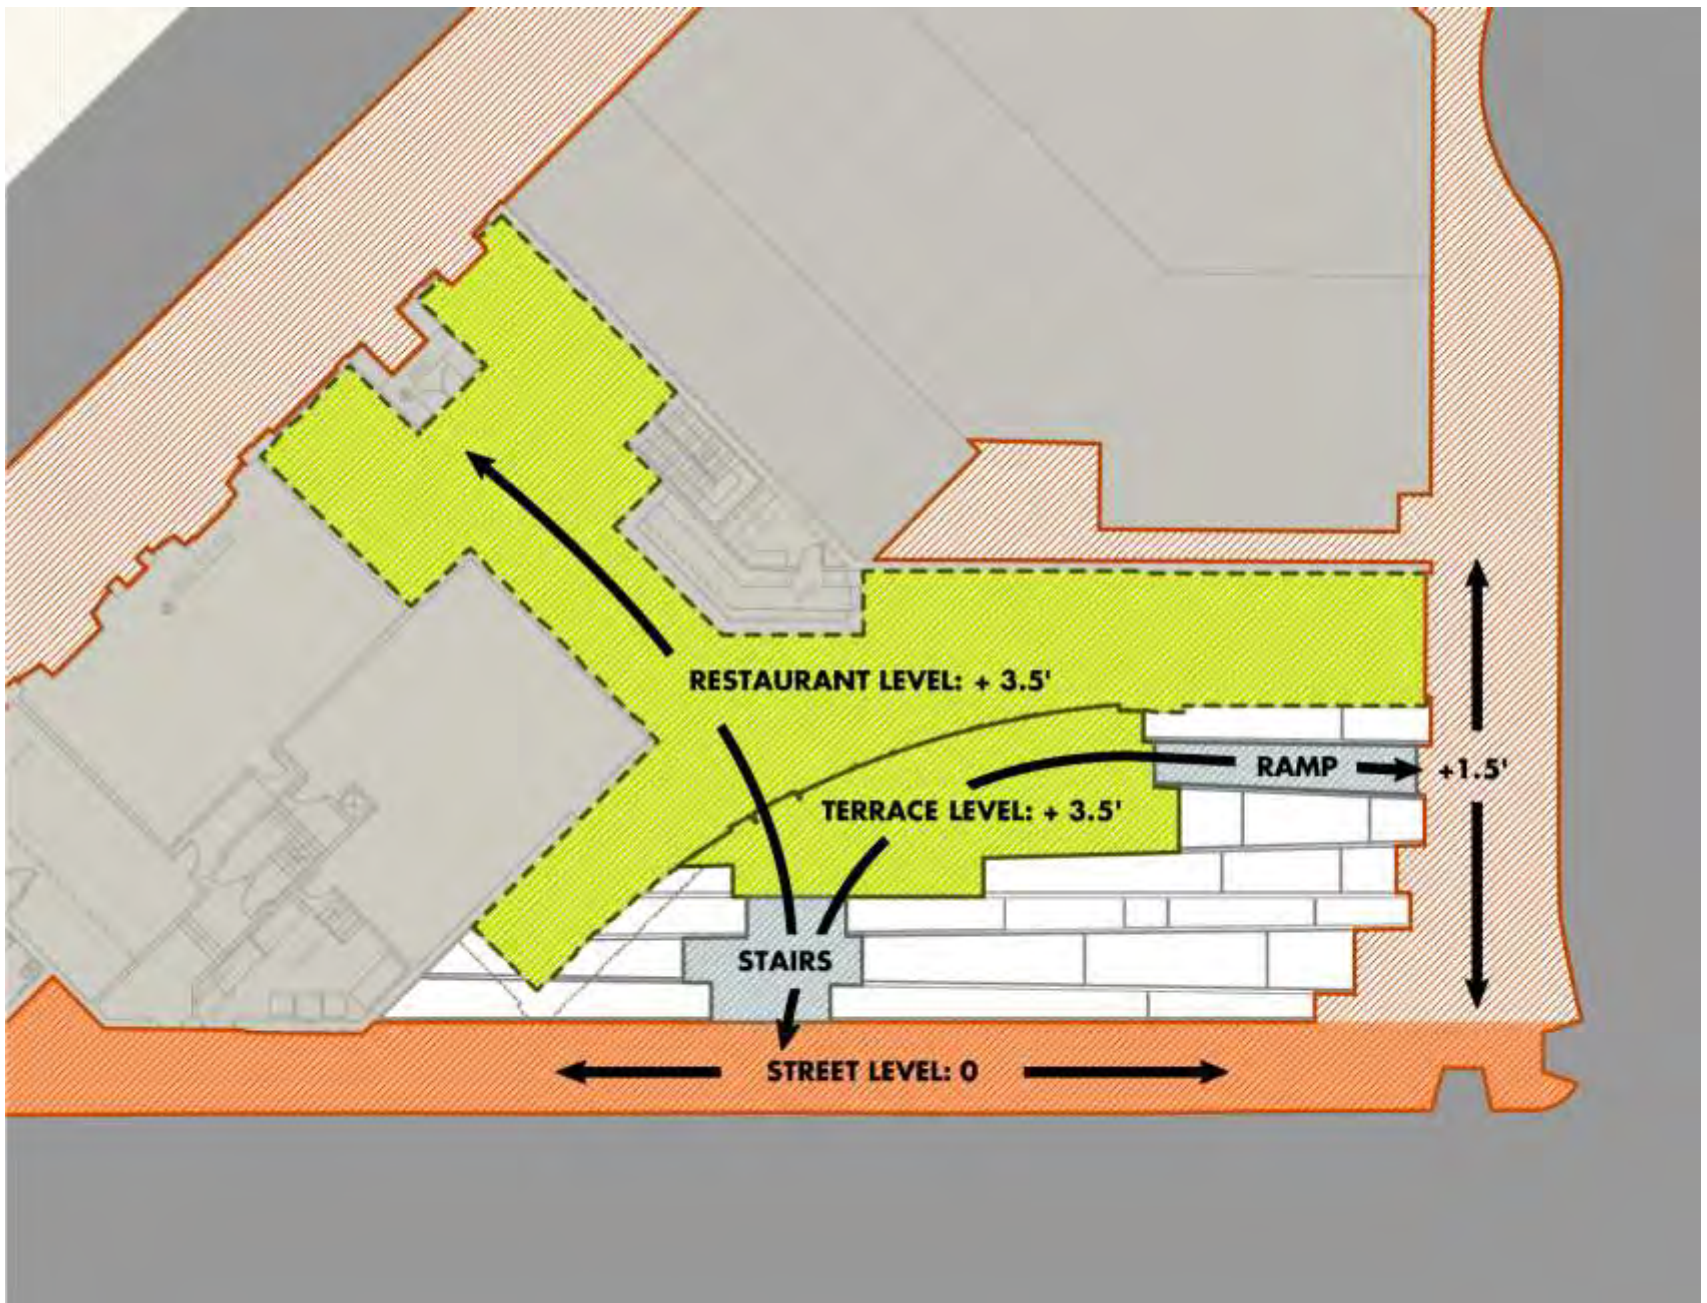 RESTAURANT LEVEL: + 3.5'
RAMP
+1.5'
TERRACE LEVEL: + 3.5'
STAIRS
STREET LEVEL: 0